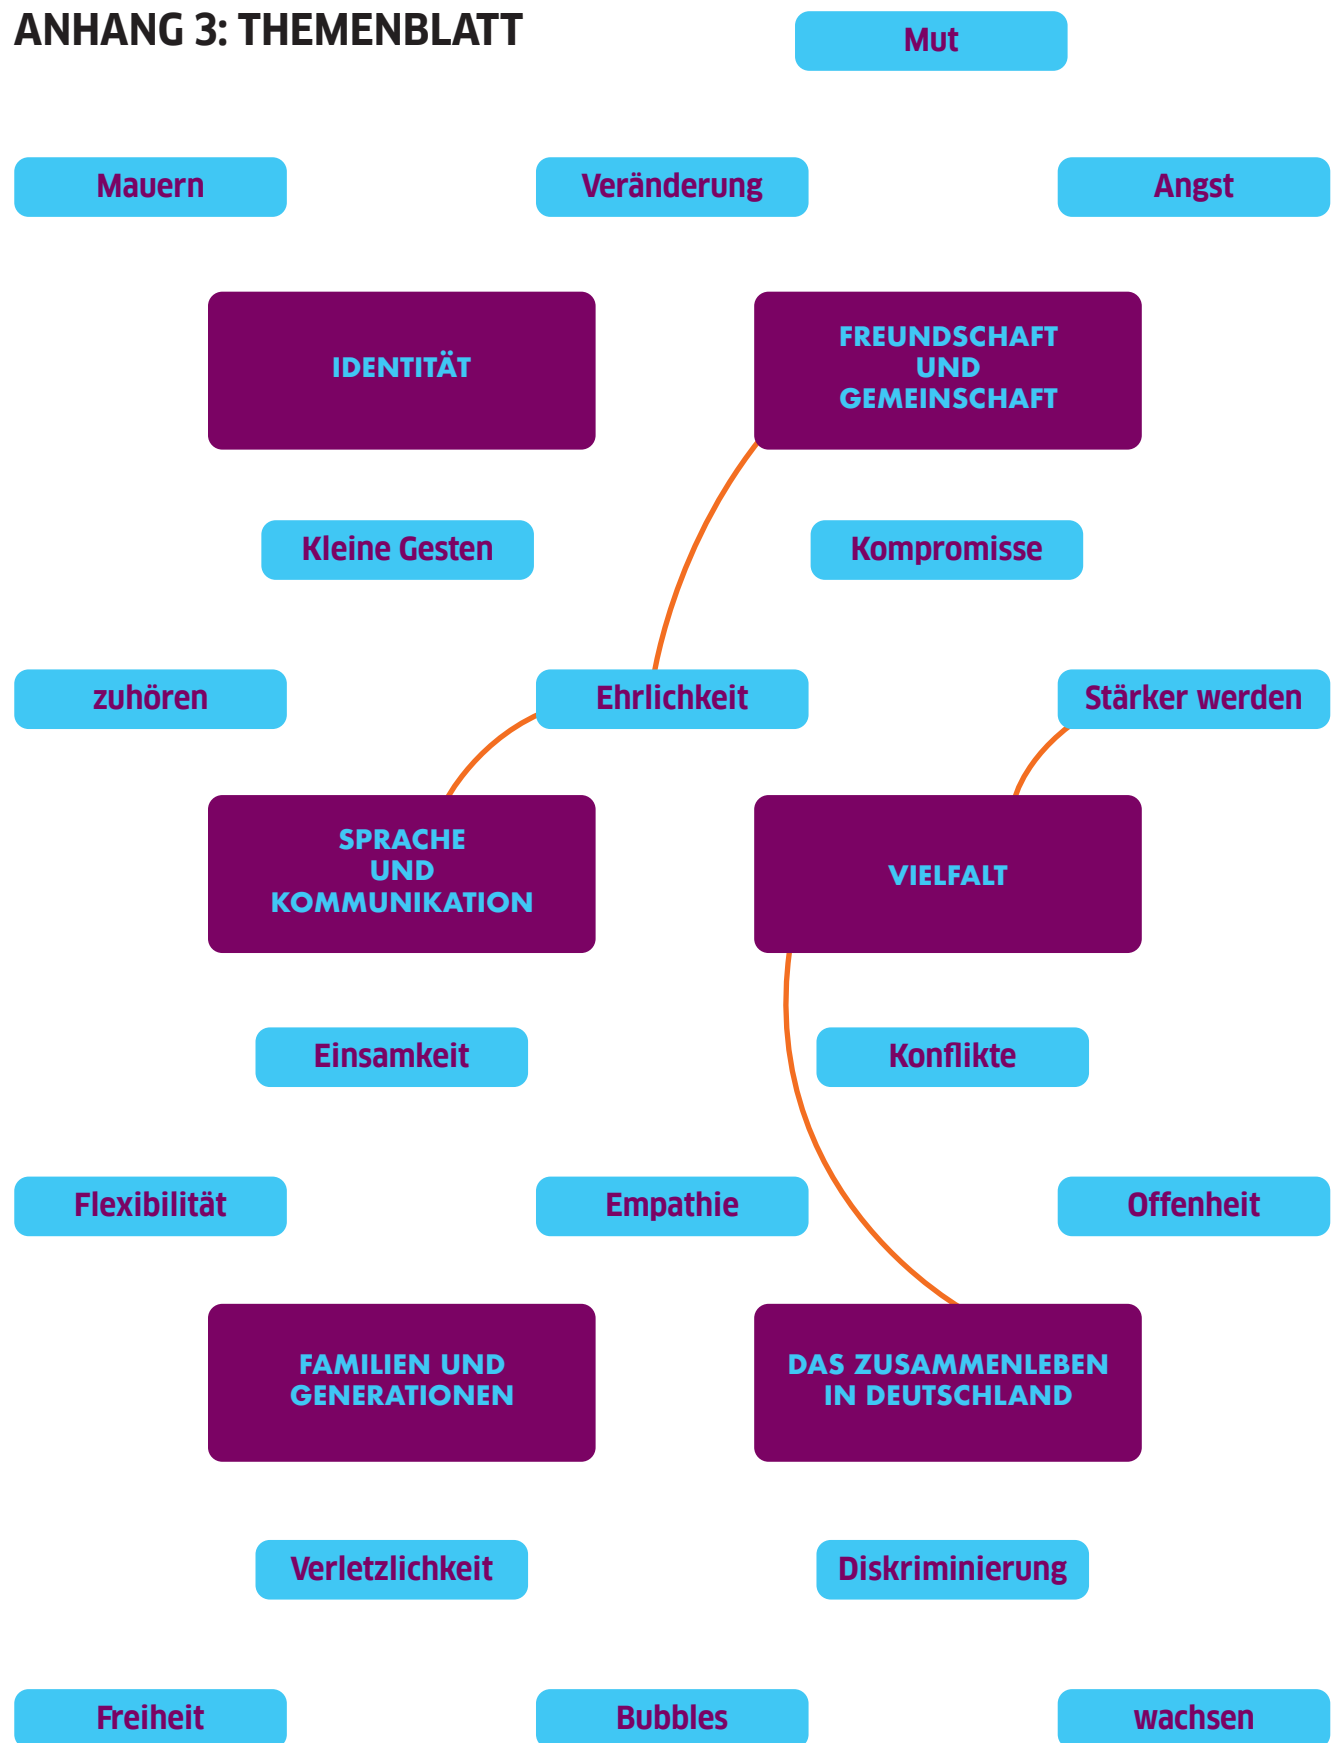 ANHANG 3: THEMENBLATT
Mut
Mauern
Veränderung
Angst
IDENTITÄT
FREUNDSCHAFT
UND
GEMEINSCHAFT
Kleine Gesten
Kompromisse
zuhören
Ehrlichkeit
Stärker werden
SPRACHE
UND
KOMMUNIKATION
VIELFALT
Einsamkeit
Konflikte
Flexibilität
Empathie
Offenheit
FAMILIEN UND
GENERATIONEN
DAS ZUSAMMENLEBEN
IN DEUTSCHLAND
Verletzlichkeit
Diskriminierung
Freiheit
Bubbles
wachsen